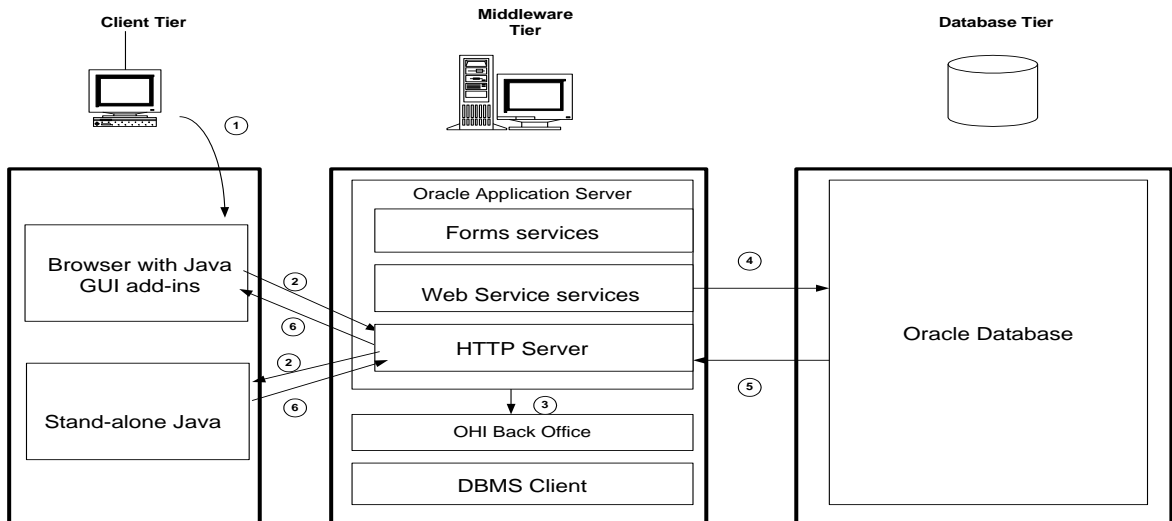 Client Tier
Middleware
Tier
Database Tier
1
Oracle Application Server
Forms services
Browser with Java
GUI add-ins
2
4
Web Service services
6
HTTP Server
Oracle Database
2
5
6
Stand-alone Java
3
OHI Back Office
DBMS Client